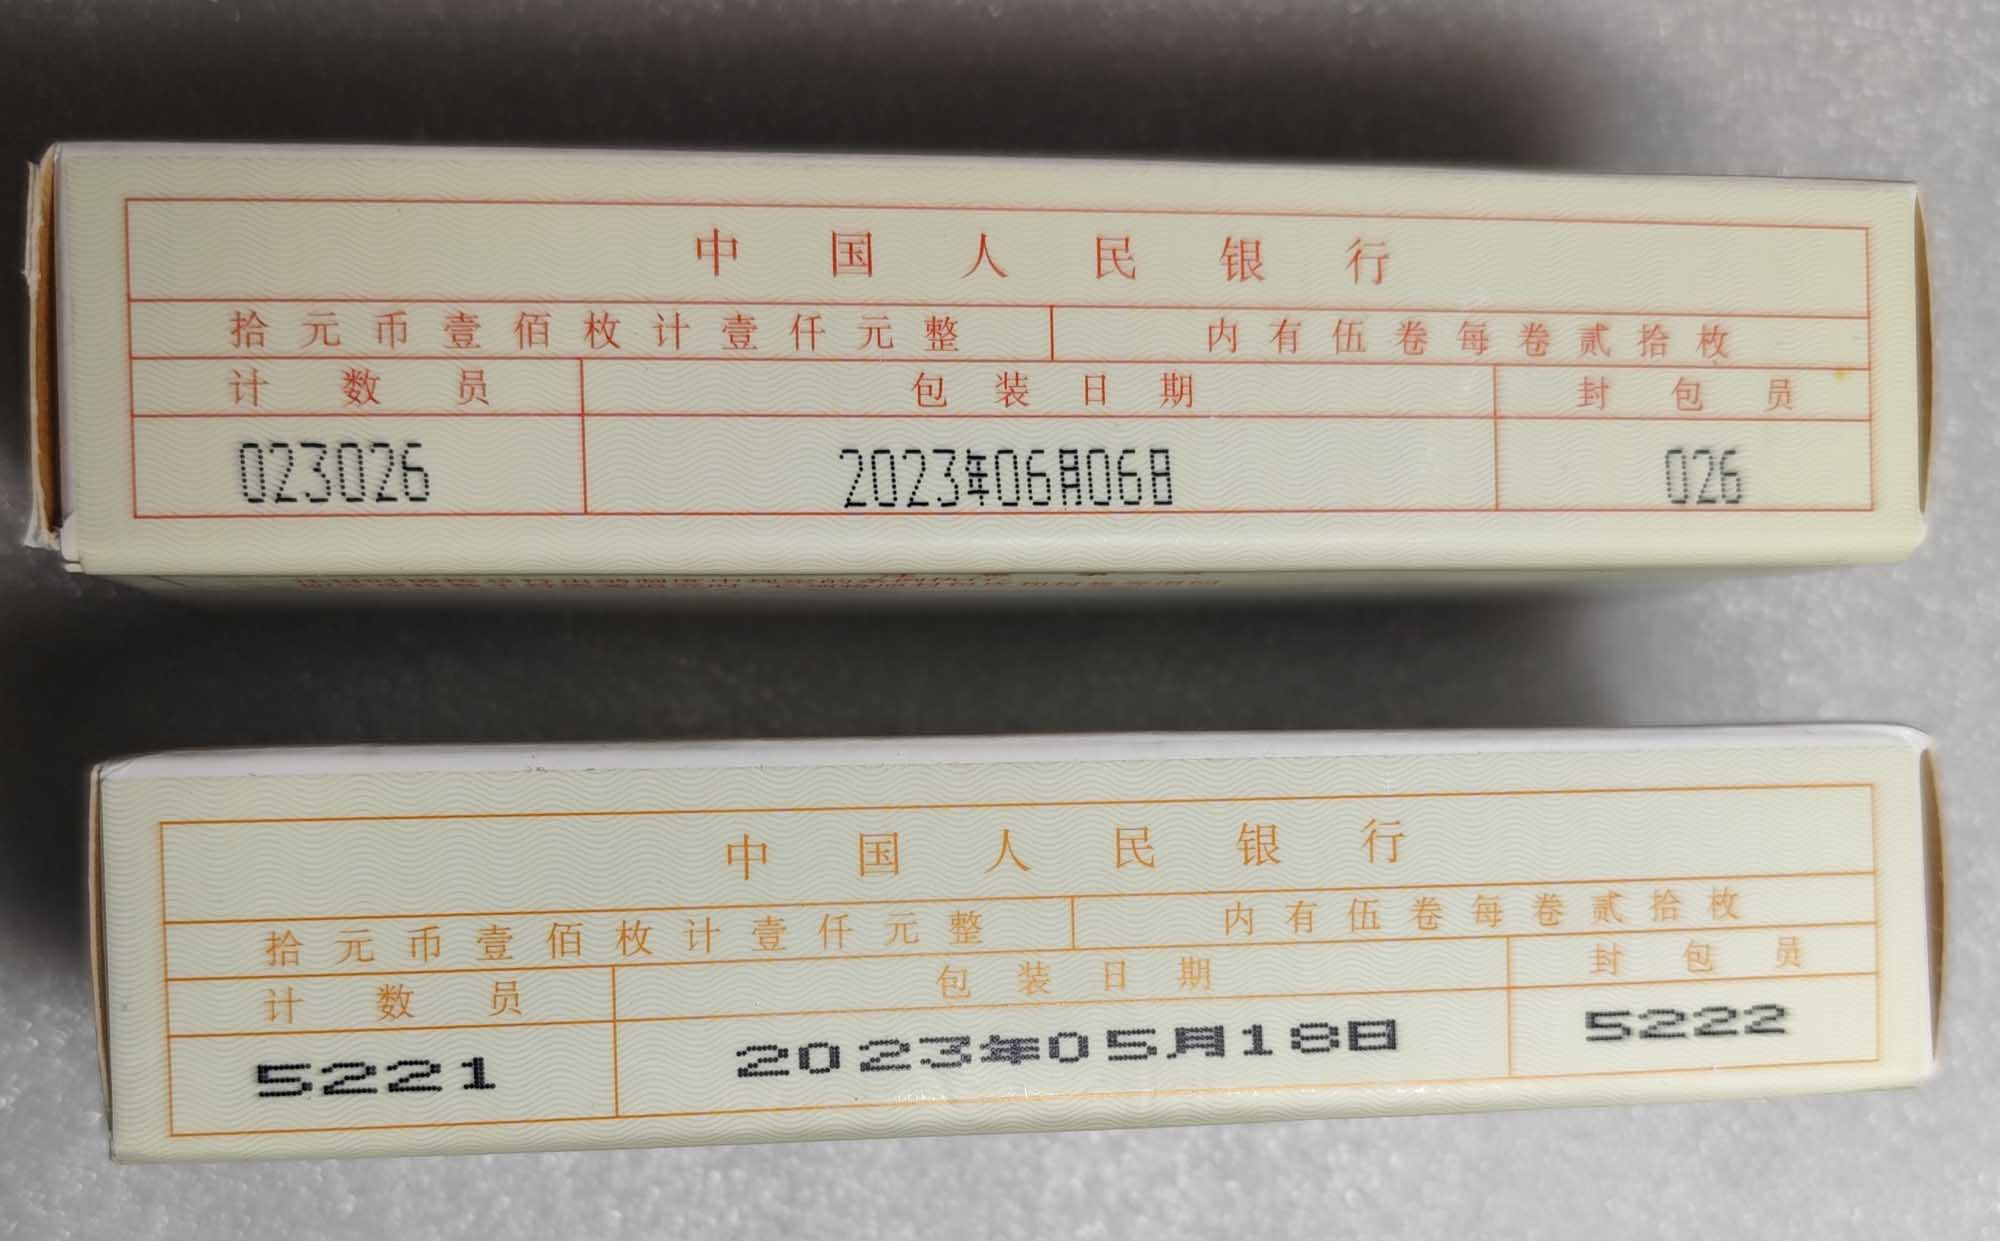 中国人民银行
拾元币壹佰枚计壹仟元整 内有伍卷每卷贰拾枚
计数员 包装日期 封包员
023026 2023年06月06日 026
中国人民银行
拾元币壹佰枚计壹仟元整 内有伍卷每卷贰拾枚
计数员 包装日期 封包员
5221 2023年05月18日 5222